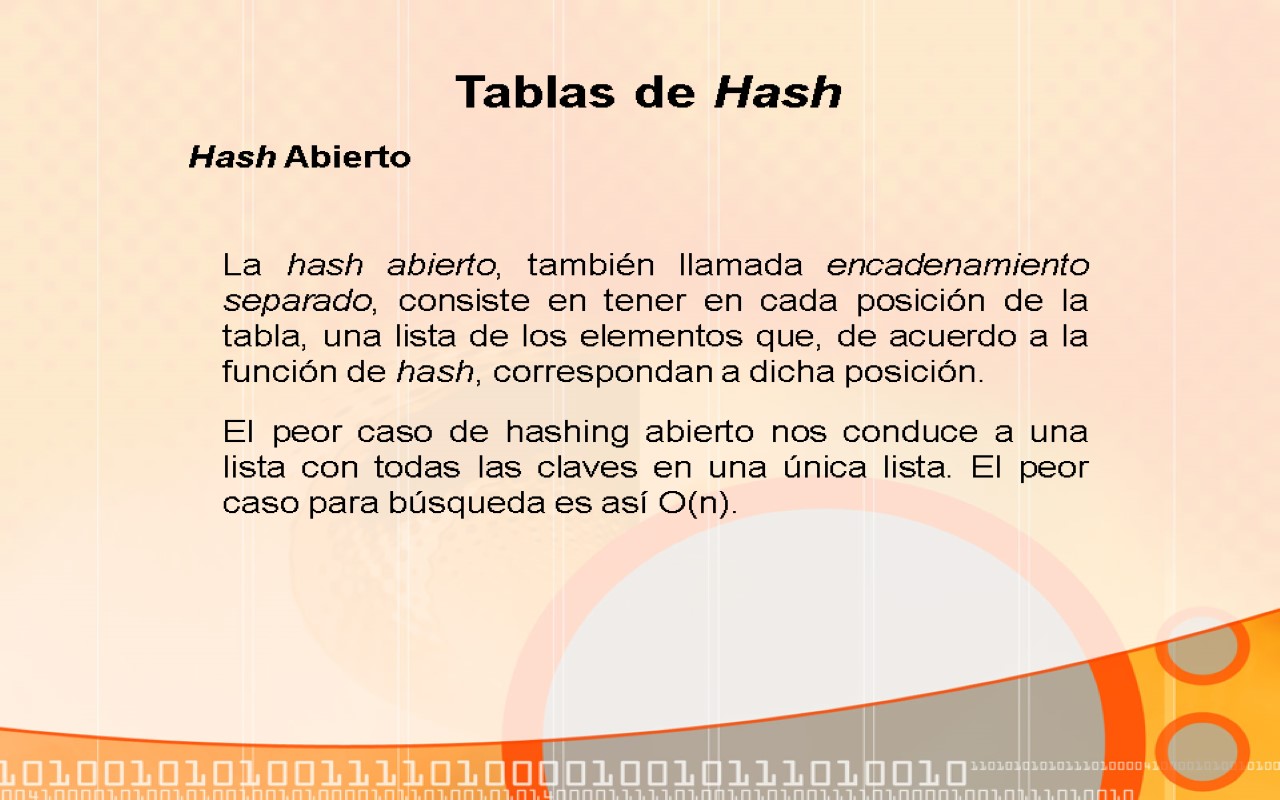 Tablas de Hash
Hash Abierto
La hash abierto, también llamada encadenamiento
separado, consiste en tener en cada posición de la
tabla, una lista de los elementos que, de acuerdo a la
función de hash, correspondan a dicha posición.
El peor caso de hashing abierto nos conduce a una
lista con todas las claves en una única lista. El peor
caso para búsqueda es así O(n).